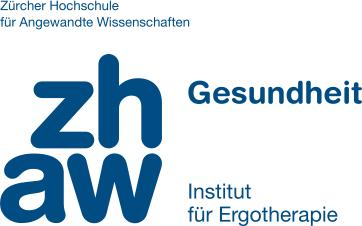 Zürcher Hochschule
für Angewandte Wissenschaften
zh
aw
Gesundheit
Institut
für Ergotherapie